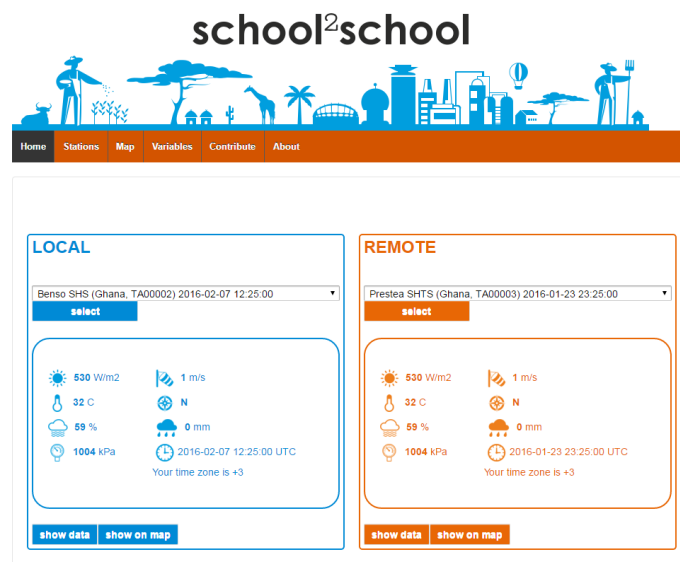 school²school
Home Stations Map Variables Contribute About
LOCAL
Benso SHS (Ghana, TA00002) 2016-02-07 12:25:00
select
530 W/m2 1 m/s
32 C N
59 % 0 mm
1004 kPa 2016-02-07 12:25:00 UTC
Your time zone is +3
show data show on map
REMOTE
Prestea SHTS (Ghana, TA00003) 2016-01-23 23:25:00
select
530 W/m2 1 m/s
32 C N
59 % 0 mm
1004 kPa 2016-01-23 23:25:00 UTC
Your time zone is +3
show data show on map